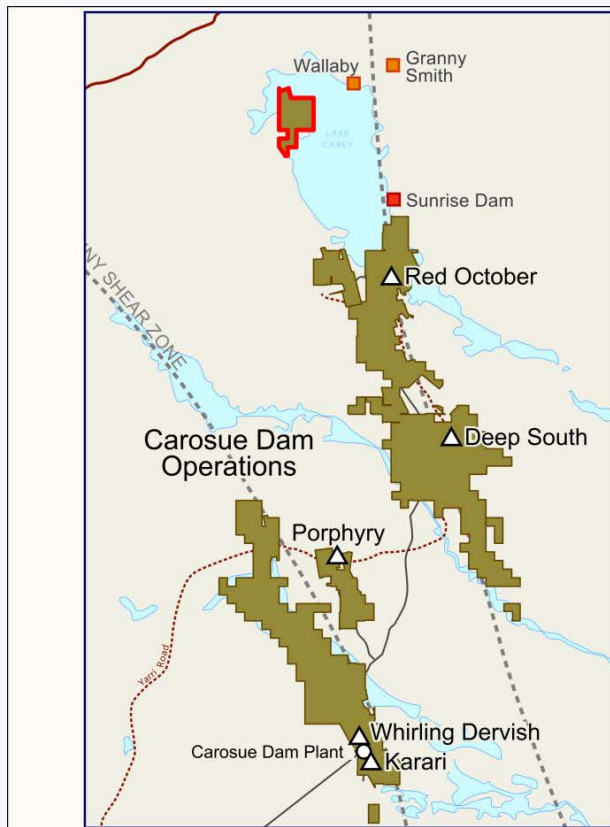 Wallaby
Granny
Smith
LAKE
CAREY
Sunrise Dam
Red October
NY SHEAR ZONE
Carosue Dam
Operations
Deep South
Porphyry
Yarri Road
Whirling Dervish
Carosue Dam Plant
Karari